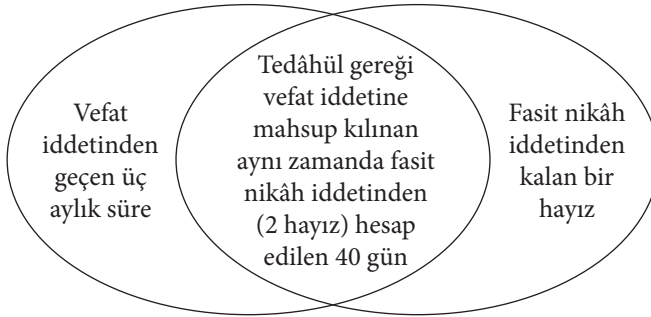 Vefat
iddetinden
geçen üç
aylık süre
Tedâhül gereği
vefat iddetine
mahsup kılınan
aynı zamanda fasit
nikâh iddetinden
(2 hayız) hesap
edilen 40 gün
Fasit nikâh
iddetinden
kalan bir
hayız